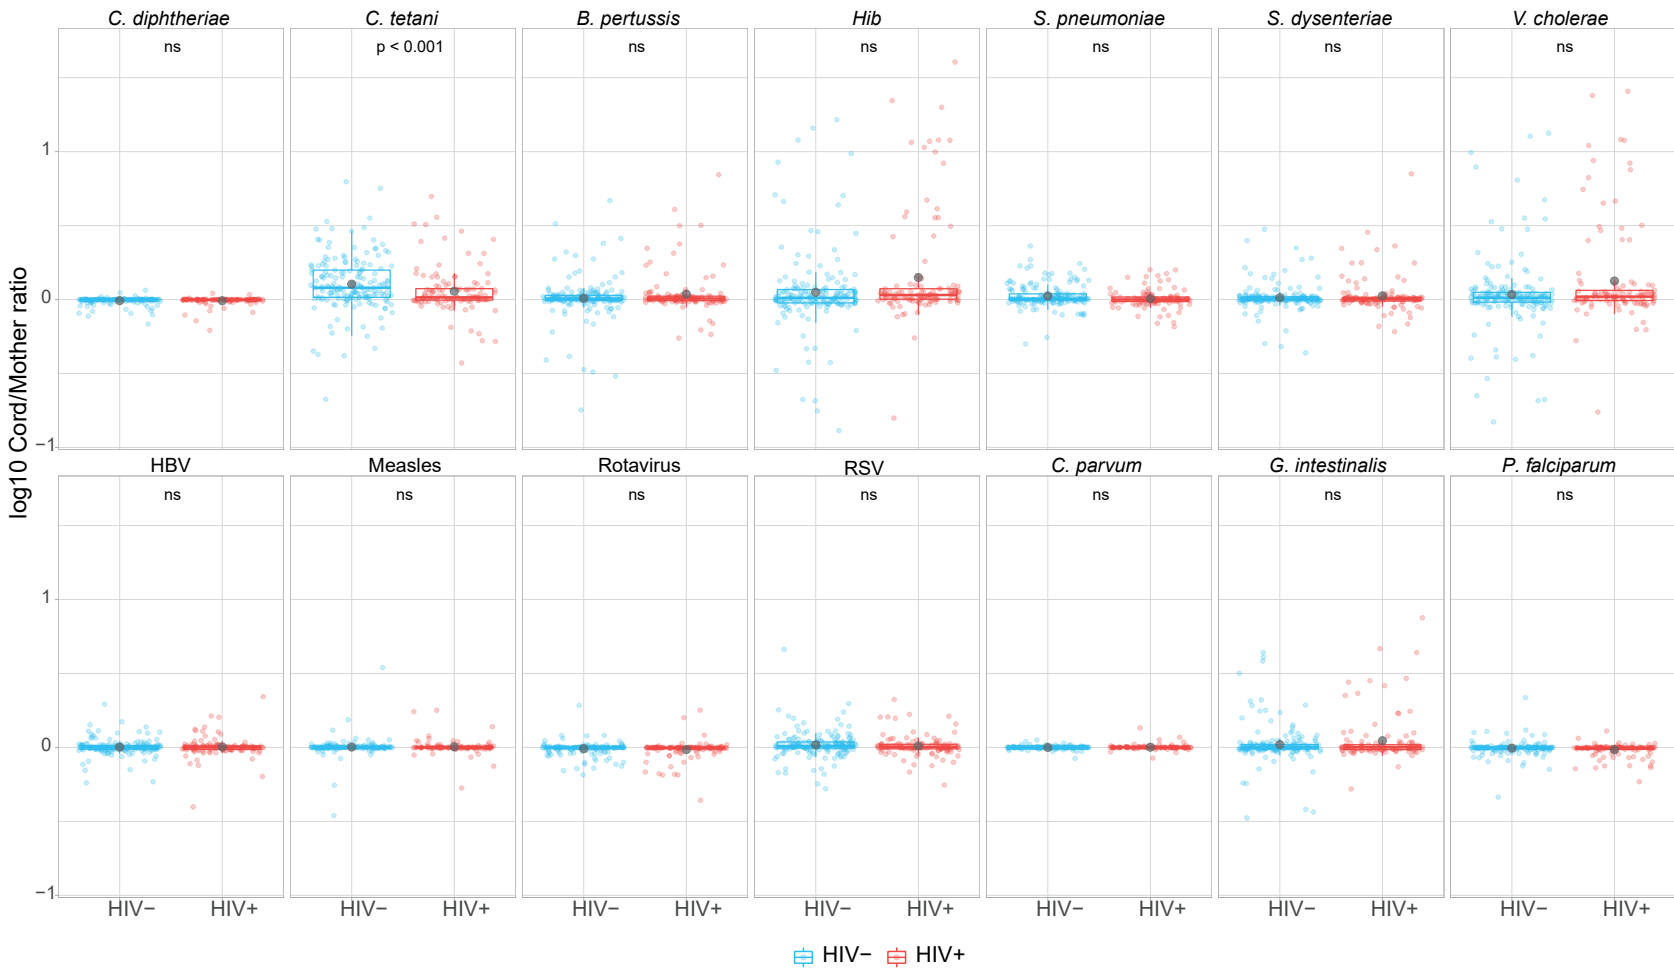 C. diphtheriae C. tetani B. pertussis Hib S. pneumoniae S. dysenteriae V. cholerae
ns p < 0.001 ns ns ns ns ns
1
0
−1
log10 Cord/Mother ratio
HBV Measles Rotavirus RSV C. parvum G. intestinalis P. falciparum
ns ns ns ns ns ns ns
1
0
−1
HIV− HIV+ HIV− HIV+ HIV− HIV+ HIV− HIV+ HIV− HIV+ HIV− HIV+ HIV− HIV+
HIV− HIV+